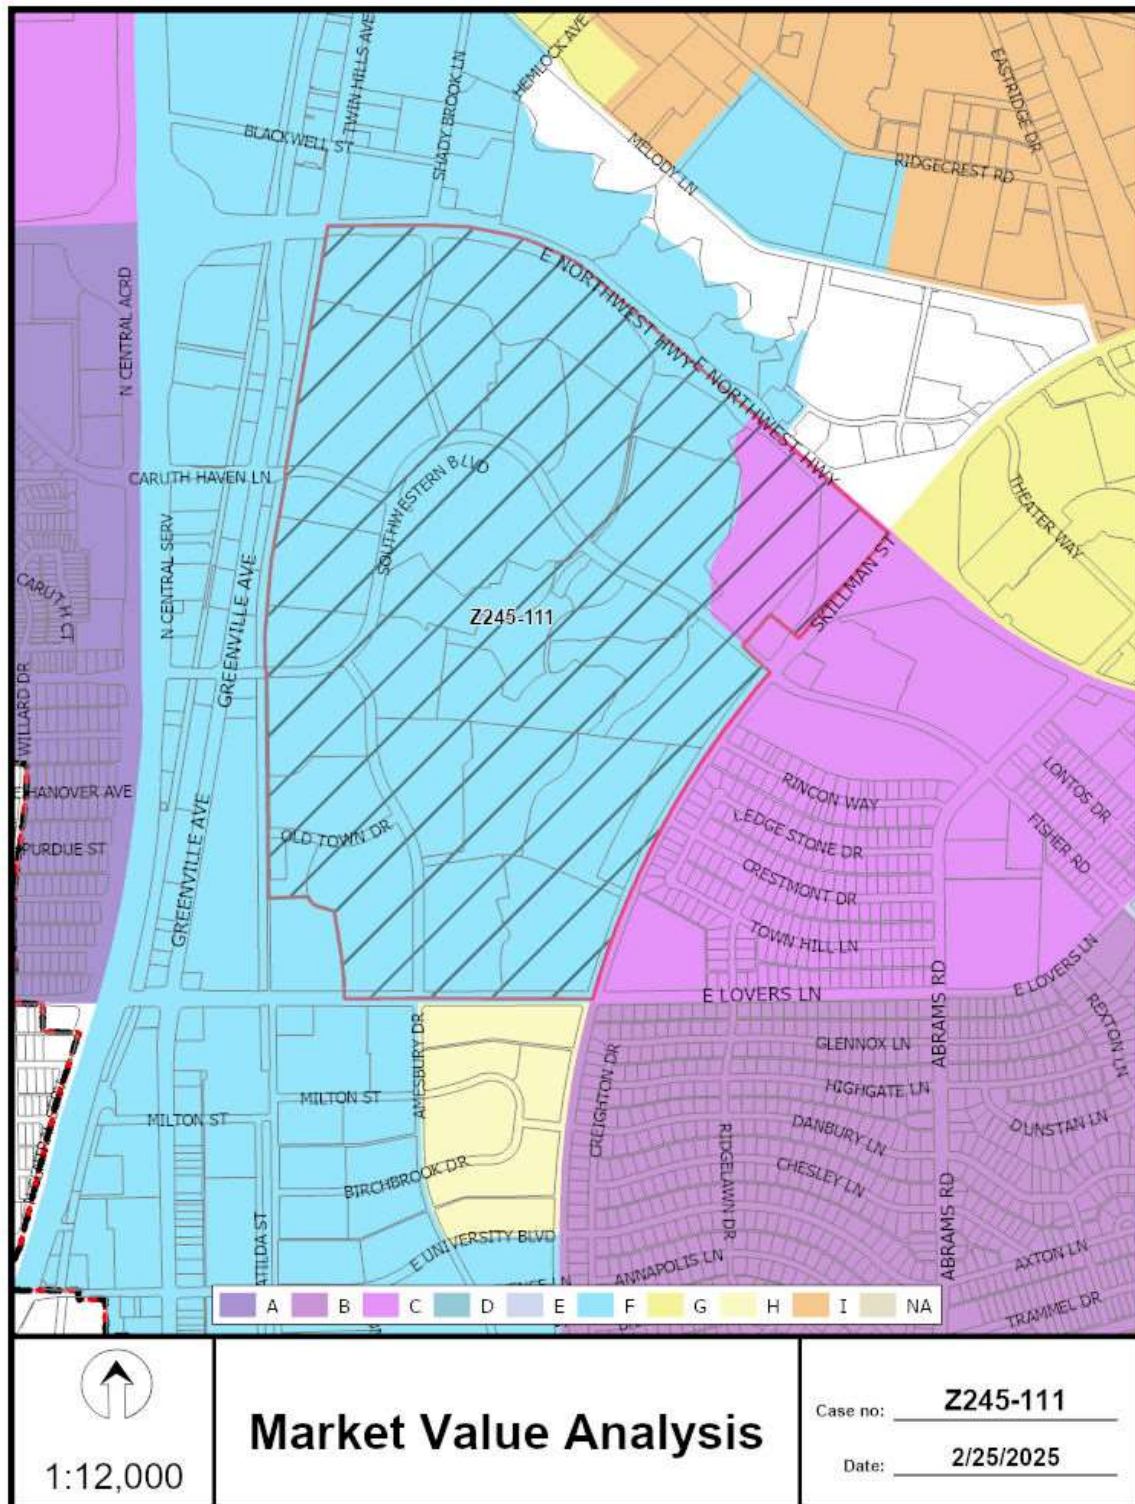 TWIN HILLS AVE
SHADY BROOK LN
HEMLOCK AVE
EASTRIDGE DR
BLACKWELL ST
MELODY LN
RIDGECREST RD
E NORTHWEST HWY
E NORTHWEST HWY
N CENTRAL ACRD
CARUTH HAVEN LN
SOUTHWESTERN BLVD
THEATER WAY
N CENTRAL SERV
GREENVILLE AVE
CARUTH CT
SKILLMAN ST
Z245-111
WILLARD DR
HANOVER AVE
PURDUE ST
GREENVILLE AVE
OLD TOWN DR
RINCON WAY
LEDGE STONE DR
CRESTMONT DR
TOWN HILL LN
LONTOS DR
FISHER RD
E LOVERS LN
E LOVERS LN
ABRAMS RD
REXTON LN
AMESBURY DR
CREIGHTON DR
GLENNOX LN
HIGHGATE LN
MILTON ST
MILTON ST
DANBURY LN
DUNSTAN LN
RIDGELAWN DR
CHESLEY LN
BIRCHBROOK DR
ABRAMS RD
E UNIVERSITY BLVD
ANNAPOLIS LN
AXTON LN
TRAMMEL DR
A B C D E F G H I NA
1:12,000
Market Value Analysis
Case no: Z245-111
Date: 2/25/2025